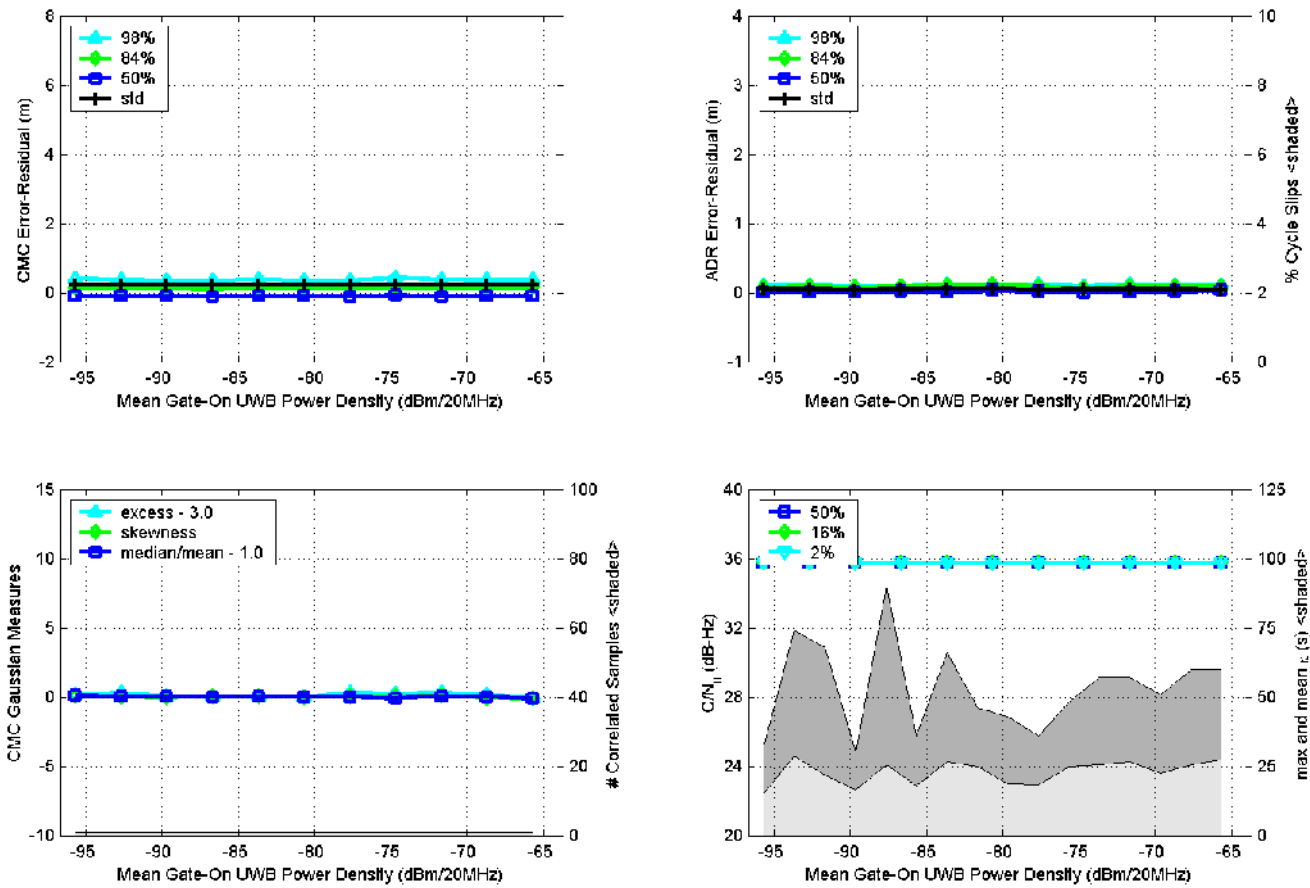 8
6
4
2
0
-2
CMC Error-Residual (m)
98%
84%
50%
std
-95 -90 -85 -80 -75 -70 -65
Mean Gate-On UWB Power Density (dBm/20MHz)
4
3
2
1
0
-1
ADR Error-Residual (m)
98%
84%
50%
std
10
8
6
4
2
0
% Cycle Slips <shaded>
-95 -90 -85 -80 -75 -70 -65
Mean Gate-On UWB Power Density (dBm/20MHz)
15
10
5
0
-5
-10
CMC Gaussian Measures
excess - 3.0
skewness
median/mean - 1.0
100
80
60
40
20
0
# Correlated Samples <shaded>
-95 -90 -85 -80 -75 -70 -65
Mean Gate-On UWB Power Density (dBm/20MHz)
40
36
32
28
24
20
(dB-Hz)
50%
16%
2%
125
100
75
50
25
0
max and mean (s) <shaded>
-95 -90 -85 -80 -75 -70 -65
Mean Gate-On UWB Power Density (dBm/20MHz)